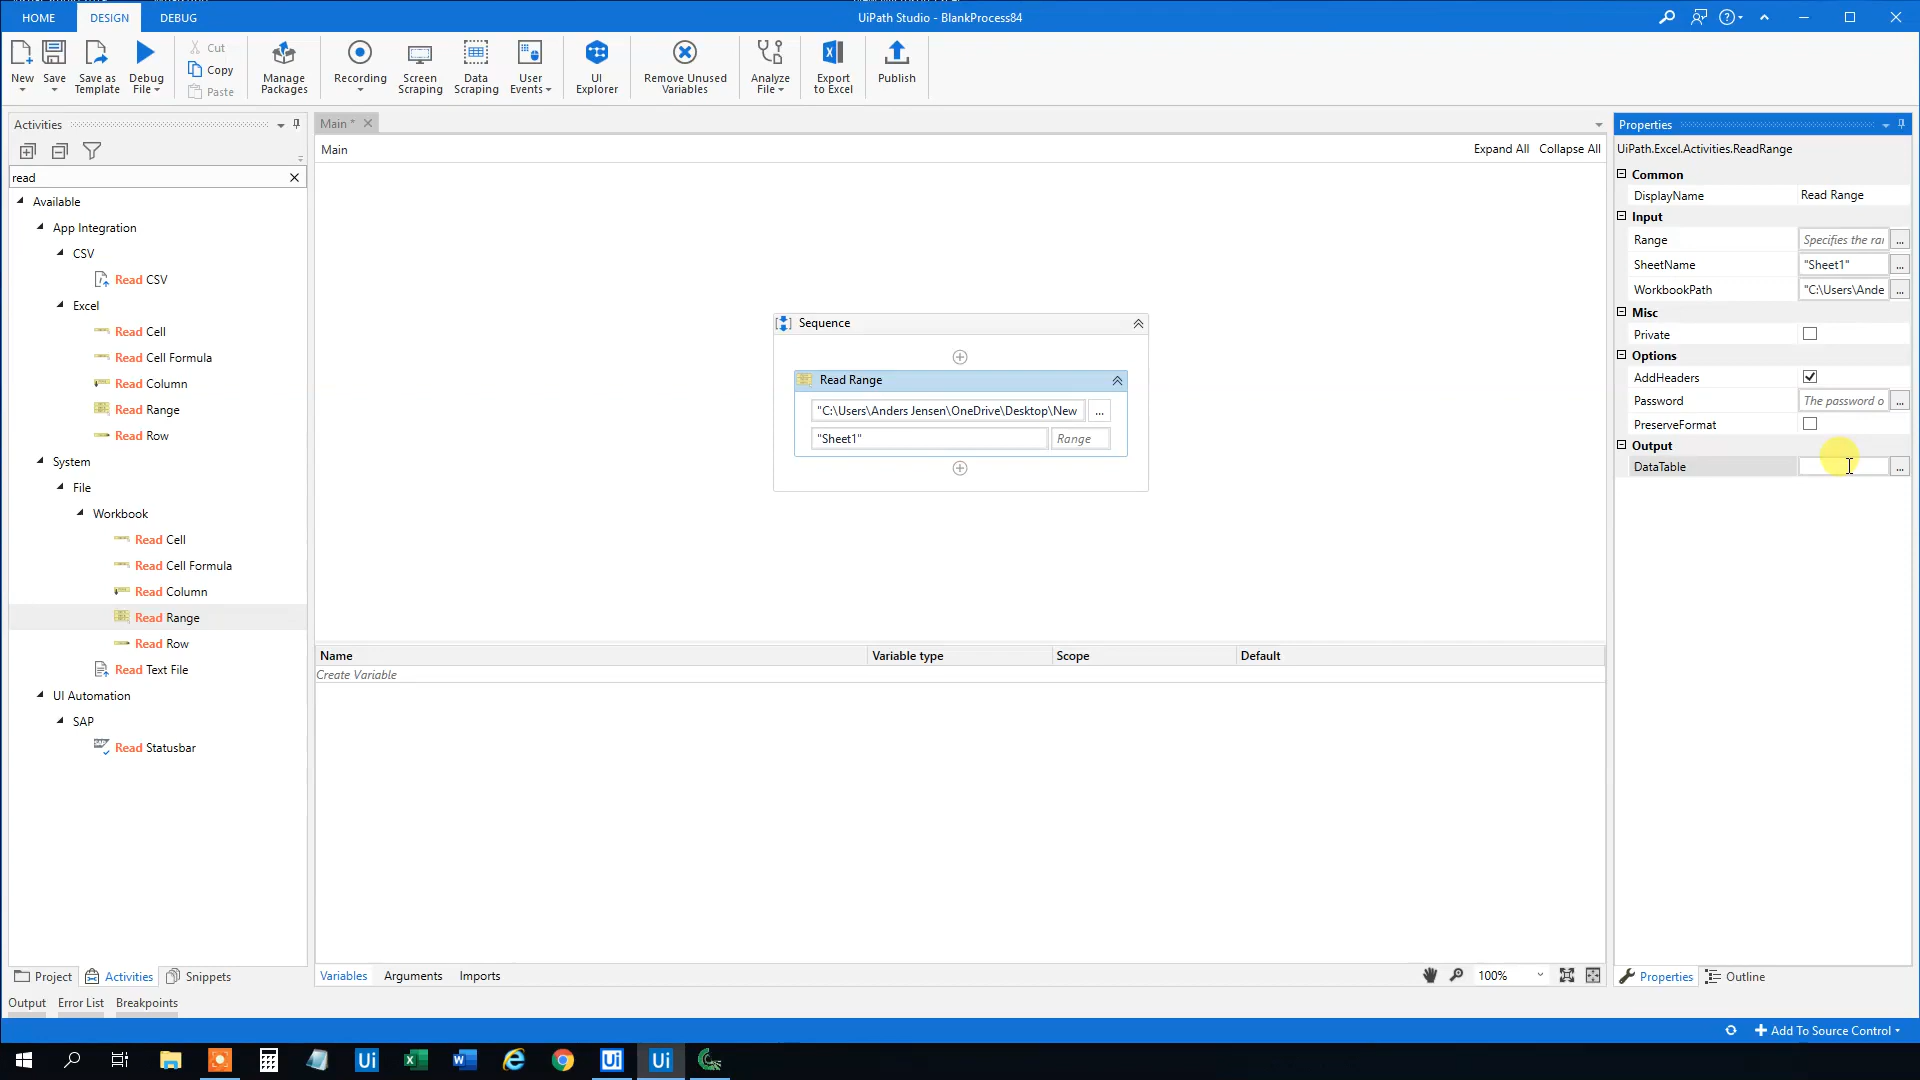 HOME
DESIGN
DEBUG
UiPath Studio - BlankProcess84
New
Save
Save as Template
Debug File
Cut
Copy
Paste
Manage Packages
Recording
Screen Scraping
Data Scraping
User Events
UI Explorer
Remove Unused Variables
Analyze File
Export to Excel
Publish
Activities
read
Available
App Integration
CSV
Read CSV
Excel
Read Cell
Read Cell Formula
Read Column
Read Range
Read Row
System
File
Workbook
Read Cell
Read Cell Formula
Read Column
Read Range
Read Row
Read Text File
UI Automation
SAP
Read Statusbar
Project
Activities
Snippets
Main *
Main
Expand All
Collapse All
Sequence
Read Range
"C:\Users\Anders Jensen\OneDrive\Desktop\New
...
"Sheet1"
Range
Name
Variable type
Scope
Default
Create Variable
Variables
Arguments
Imports
100%
Properties
UiPath.Excel.Activities.ReadRange
Common
DisplayName
Read Range
Input
Range
Specifies the rar
...
SheetName
"Sheet1"
...
WorkbookPath
"C:\Users\Ande
...
Misc
Private
Options
AddHeaders
Password
The password o
...
PreserveFormat
Output
DataTable
...
Properties
Outline
Output
Error List
Breakpoints
Add To Source Control
Ui
Ui
Ui